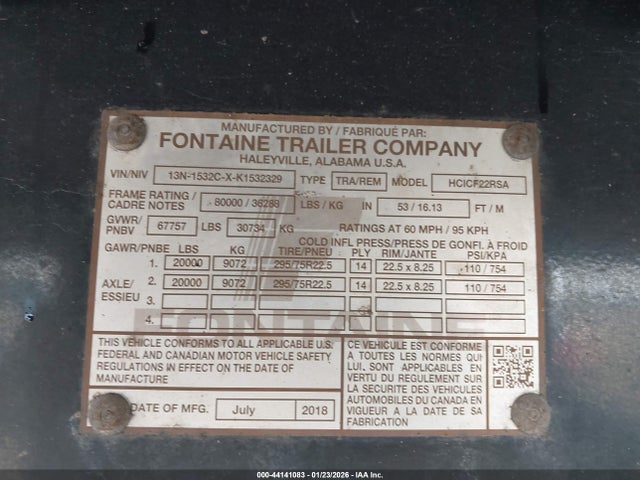 MANUFACTURED BY / FABRIQUÉ PAR:
FONTAINE TRAILER COMPANY
HALEYVILLE, ALABAMA U.S.A.
VIN/NIV 13N-1532C-X-K1532329 TYPE TRA/REM MODEL HCICF22RSA
FRAME RATING / CADRE NOTES 80000 / 36288 LBS / KG IN 53 / 16.13 FT / M
GVWR/ PNBV 67757 LBS 30734 KG RATINGS AT 60 MPH / 95 KPH
COLD INFL PRESS/PRESS DE GONFI. À FROID
GAWR/PNBE LBS KG TIRE/PNEU PLY RIM/JANTE PSI/KPA
1. 20000 9072 295/75R22.5 14 22.5 x 8.25 110 / 754
AXLE/ ESSIEU 2. 20000 9072 295/75R22.5 14 22.5 x 8.25 110 / 754
3.
4.
FONTAINE
THIS VEHICLE CONFORMS TO ALL APPLICABLE U.S.
FEDERAL AND CANADIAN MOTOR VEHICLE SAFETY
REGULATIONS IN EFFECT ON THE DATE OF
MANUFACTURE
DATE OF MFG. July 2018
CE VEHICULE EST CONFORME
A TOUTES LES NORMES QUI
LUI. SONT APPLICABLES EN
VERTU DU REGULEMENT SUR
LA SECURITE DES VEHICULES
AUTOMOBILES DU CANADA EN
VIGUEUR A LA DATE DE SA
FABRICATION
000-44141083 - 01/23/2026 - IAA Inc.